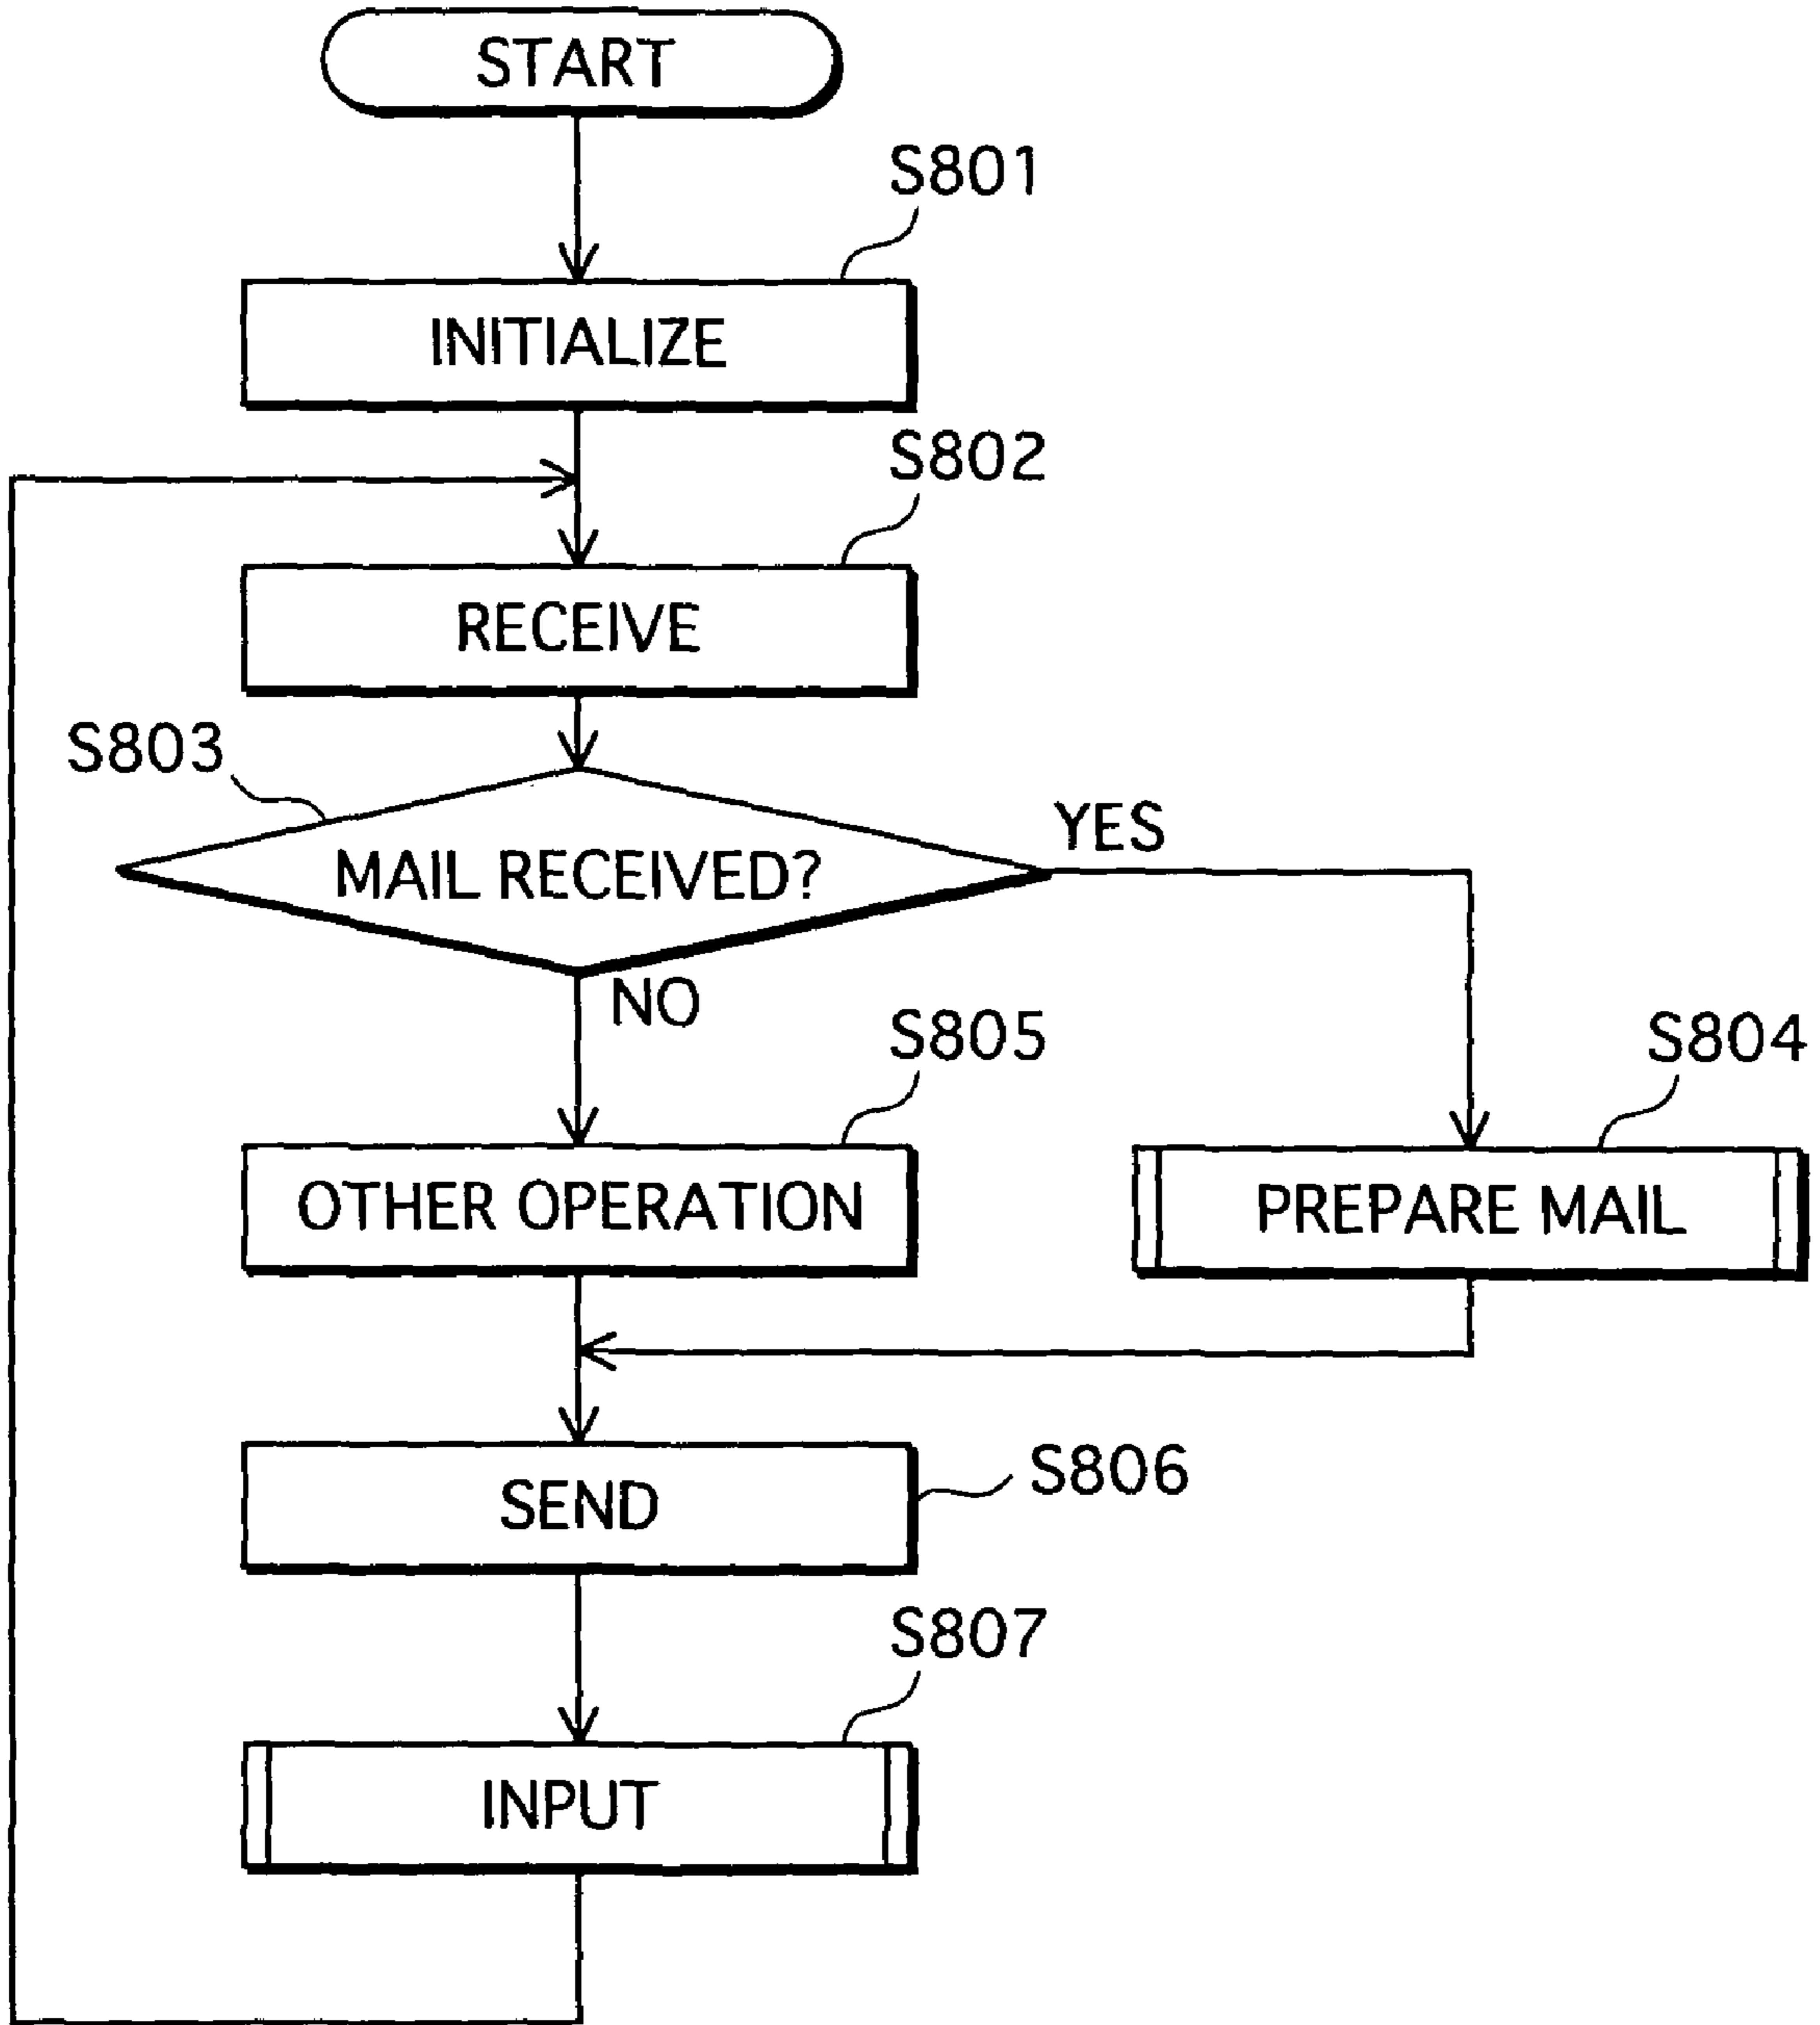 START
S801
INITIALIZE
S802
RECEIVE
S803
YES
MAIL RECEIVED?
NO
S805
S804
OTHER OPERATION
PREPARE MAIL
SEND
S806
S807
INPUT